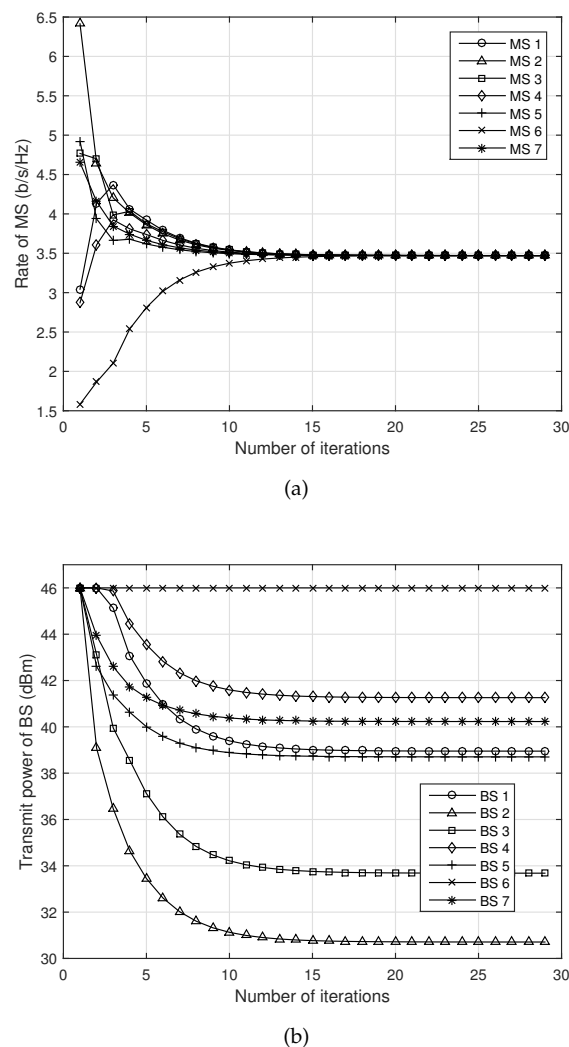 6.5
6
5.5
5
4.5
4
3.5
3
2.5
2
1.5
Rate of MS (b/s/Hz)
MS 1
MS 2
MS 3
MS 4
MS 5
MS 6
MS 7
0 5 10 15 20 25 30
Number of iterations
(a)
46
44
42
40
38
36
34
32
30
Transmit power of BS (dBm)
BS 1
BS 2
BS 3
BS 4
BS 5
BS 6
BS 7
0 5 10 15 20 25 30
Number of iterations
(b)